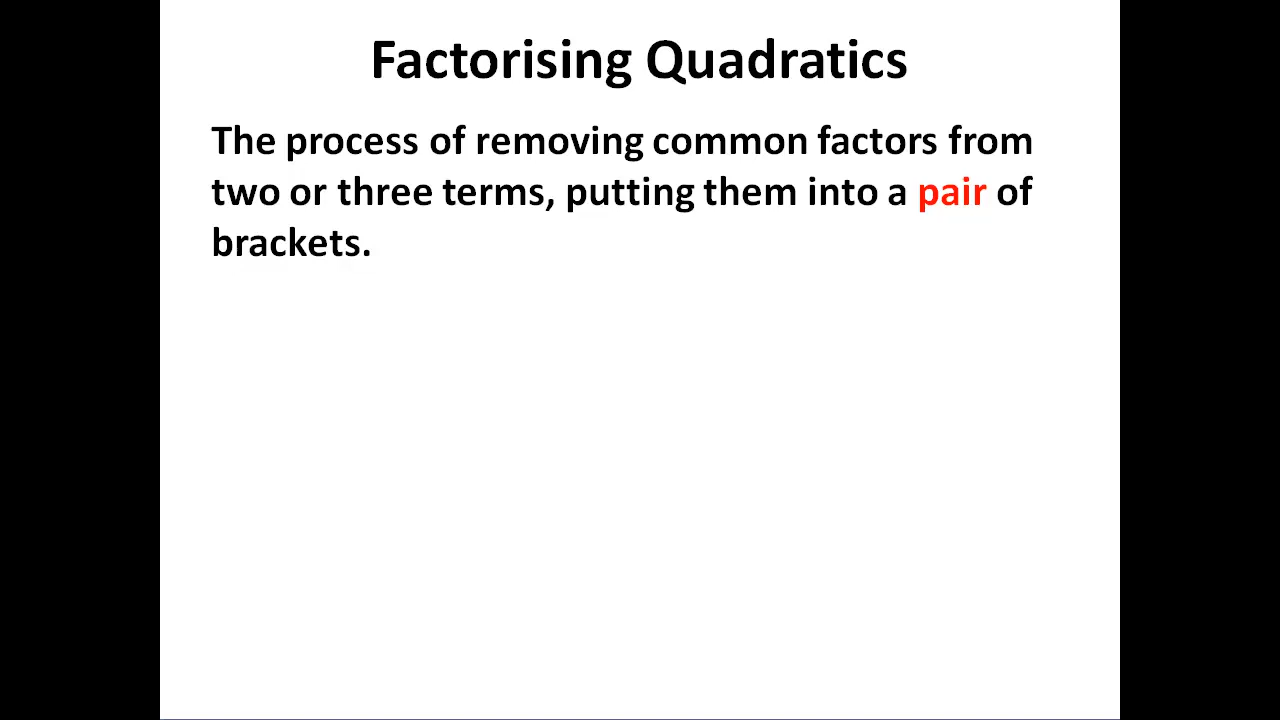 Factorising Quadratics
The process of removing common factors from
two or three terms, putting them into a pair of
brackets.